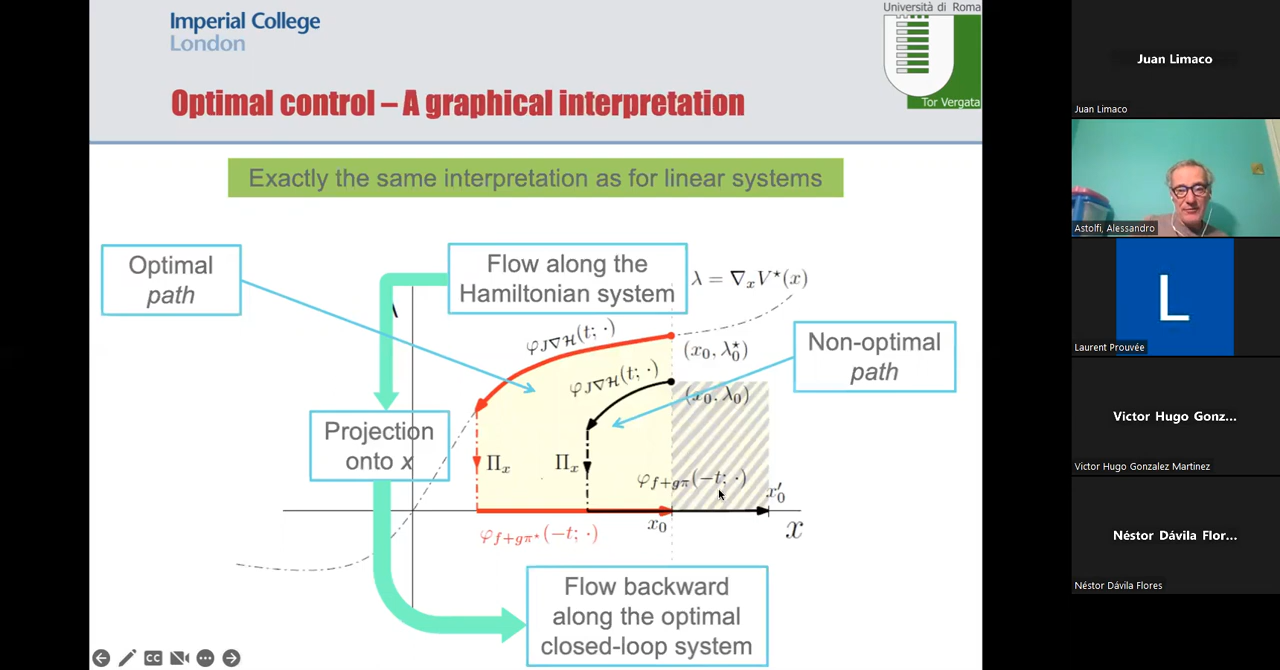 Imperial College
London
Università di Roma
Tor Vergata
Optimal control – A graphical interpretation
Exactly the same interpretation as for linear systems
Optimal
path
Flow along the
Hamiltonian system
λ = ∇ₓV⋆(x)
φ_{J∇ℋ}(t; ·)
(x₀, λ₀⋆)
Non-optimal
path
φ_{J∇ℋ}(t; ·)
(x₀, λ₀)
Projection
onto x
Πₓ
Πₓ
φ_{f+gπ}(−t; ·)
x₀′
x₀
x
φ_{f+gπ⋆}(−t; ·)
Flow backward
along the optimal
closed-loop system
CC
Juan Limaco
Juan Limaco
Astolfi, Alessandro
L
Laurent Prouvée
Victor Hugo Gonz...
Victor Hugo Gonzalez Martinez
Néstor Dávila Flor...
Néstor Dávila Flores